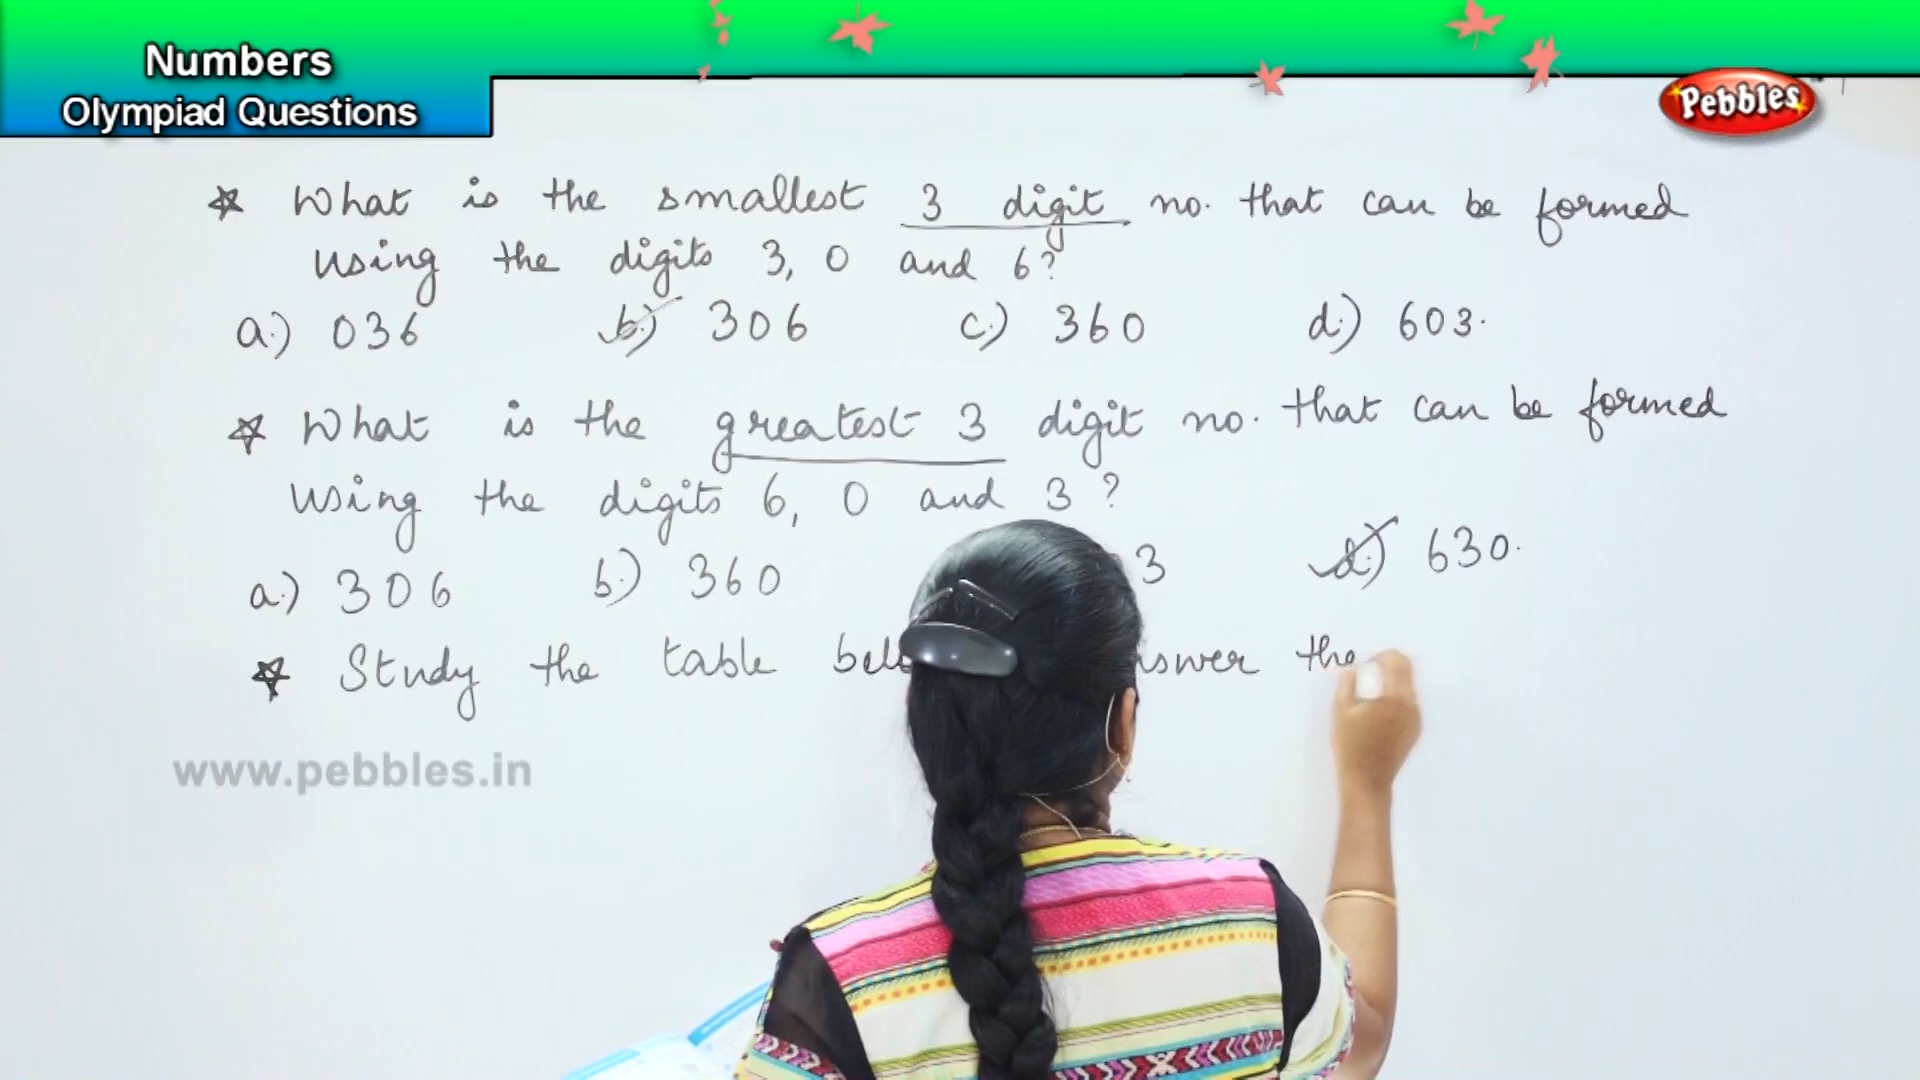 Numbers
Olympiad Questions
Pebbles
☆ What is the smallest 3 digit no. that can be formed
using the digits 3, 0 and 6?
a.) 036 b.) 306 c.) 360 d.) 603.
☆ What is the greatest 3 digit no. that can be formed
using the digits 6, 0 and 3 ?
a.) 306 b.) 360 3 d.) 630.
☆ Study the table the
www.pebbles.in